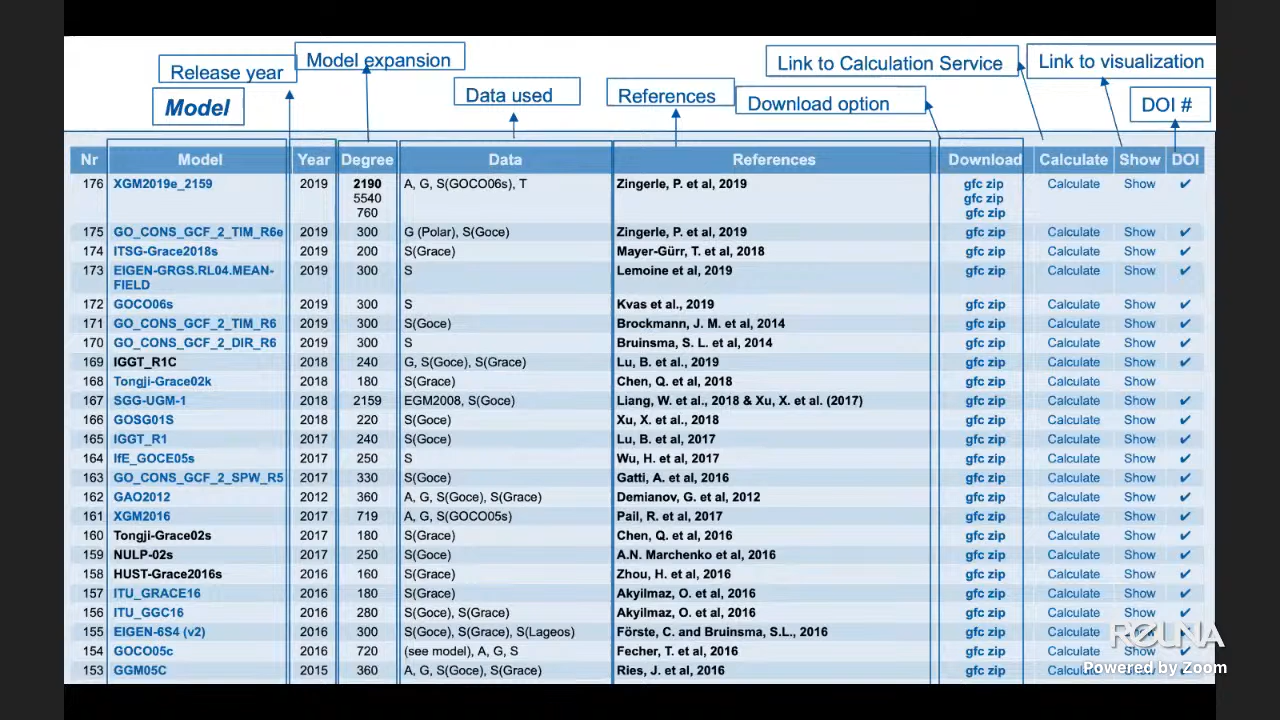 Release year
Model expansion
Link to Calculation Service
Link to visualization
Model
Data used
References
Download option
DOI #
Nr Model Year Degree Data References Download Calculate Show DOI
176 XGM2019e_2159 2019 2190 A, G, S(GOCO06s), T Zingerle, P. et al, 2019 gfc zip Calculate Show ✔
5540 gfc zip
760 gfc zip
175 GO_CONS_GCF_2_TIM_R6e 2019 300 G (Polar), S(Goce) Zingerle, P. et al, 2019 gfc zip Calculate Show ✔
174 ITSG-Grace2018s 2019 200 S(Grace) Mayer-Gürr, T. et al, 2018 gfc zip Calculate Show ✔
173 EIGEN-GRGS.RL04.MEAN- 2019 300 S Lemoine et al, 2019 gfc zip Calculate Show ✔
FIELD
172 GOCO06s 2019 300 S Kvas et al., 2019 gfc zip Calculate Show ✔
171 GO_CONS_GCF_2_TIM_R6 2019 300 S(Goce) Brockmann, J. M. et al, 2014 gfc zip Calculate Show ✔
170 GO_CONS_GCF_2_DIR_R6 2019 300 S Bruinsma, S. L. et al, 2014 gfc zip Calculate Show ✔
169 IGGT_R1C 2018 240 G, S(Goce), S(Grace) Lu, B. et al., 2019 gfc zip Calculate Show ✔
168 Tongji-Grace02k 2018 180 S(Grace) Chen, Q. et al, 2018 gfc zip Calculate Show
167 SGG-UGM-1 2018 2159 EGM2008, S(Goce) Liang, W. et al., 2018 & Xu, X. et al. (2017) gfc zip Calculate Show ✔
166 GOSG01S 2018 220 S(Goce) Xu, X. et al., 2018 gfc zip Calculate Show ✔
165 IGGT_R1 2017 240 S(Goce) Lu, B. et al, 2017 gfc zip Calculate Show ✔
164 IfE_GOCE05s 2017 250 S Wu, H. et al, 2017 gfc zip Calculate Show ✔
163 GO_CONS_GCF_2_SPW_R5 2017 330 S(Goce) Gatti, A. et al, 2016 gfc zip Calculate Show ✔
162 GAO2012 2012 360 A, G, S(Goce), S(Grace) Demianov, G. et al, 2012 gfc zip Calculate Show ✔
161 XGM2016 2017 719 A, G, S(GOCO05s) Pail, R. et al, 2017 gfc zip Calculate Show ✔
160 Tongji-Grace02s 2017 180 S(Grace) Chen, Q. et al, 2016 gfc zip Calculate Show ✔
159 NULP-02s 2017 250 S(Goce) A.N. Marchenko et al, 2016 gfc zip Calculate Show ✔
158 HUST-Grace2016s 2016 160 S(Grace) Zhou, H. et al, 2016 gfc zip Calculate Show ✔
157 ITU_GRACE16 2016 180 S(Grace) Akyilmaz, O. et al, 2016 gfc zip Calculate Show ✔
156 ITU_GGC16 2016 280 S(Goce), S(Grace) Akyilmaz, O. et al, 2016 gfc zip Calculate Show ✔
155 EIGEN-6S4 (v2) 2016 300 S(Goce), S(Grace), S(Lageos) Förste, C. and Bruinsma, S.L., 2016 gfc zip Calculate Show ✔
154 GOCO05c 2016 720 (see model), A, G, S Fecher, T. et al, 2016 gfc zip Calculate Show ✔
153 GGM05C 2015 360 A, G, S(Goce), S(Grace) Ries, J. et al, 2016 gfc zip Calculate Show ✔
Powered by Zoom